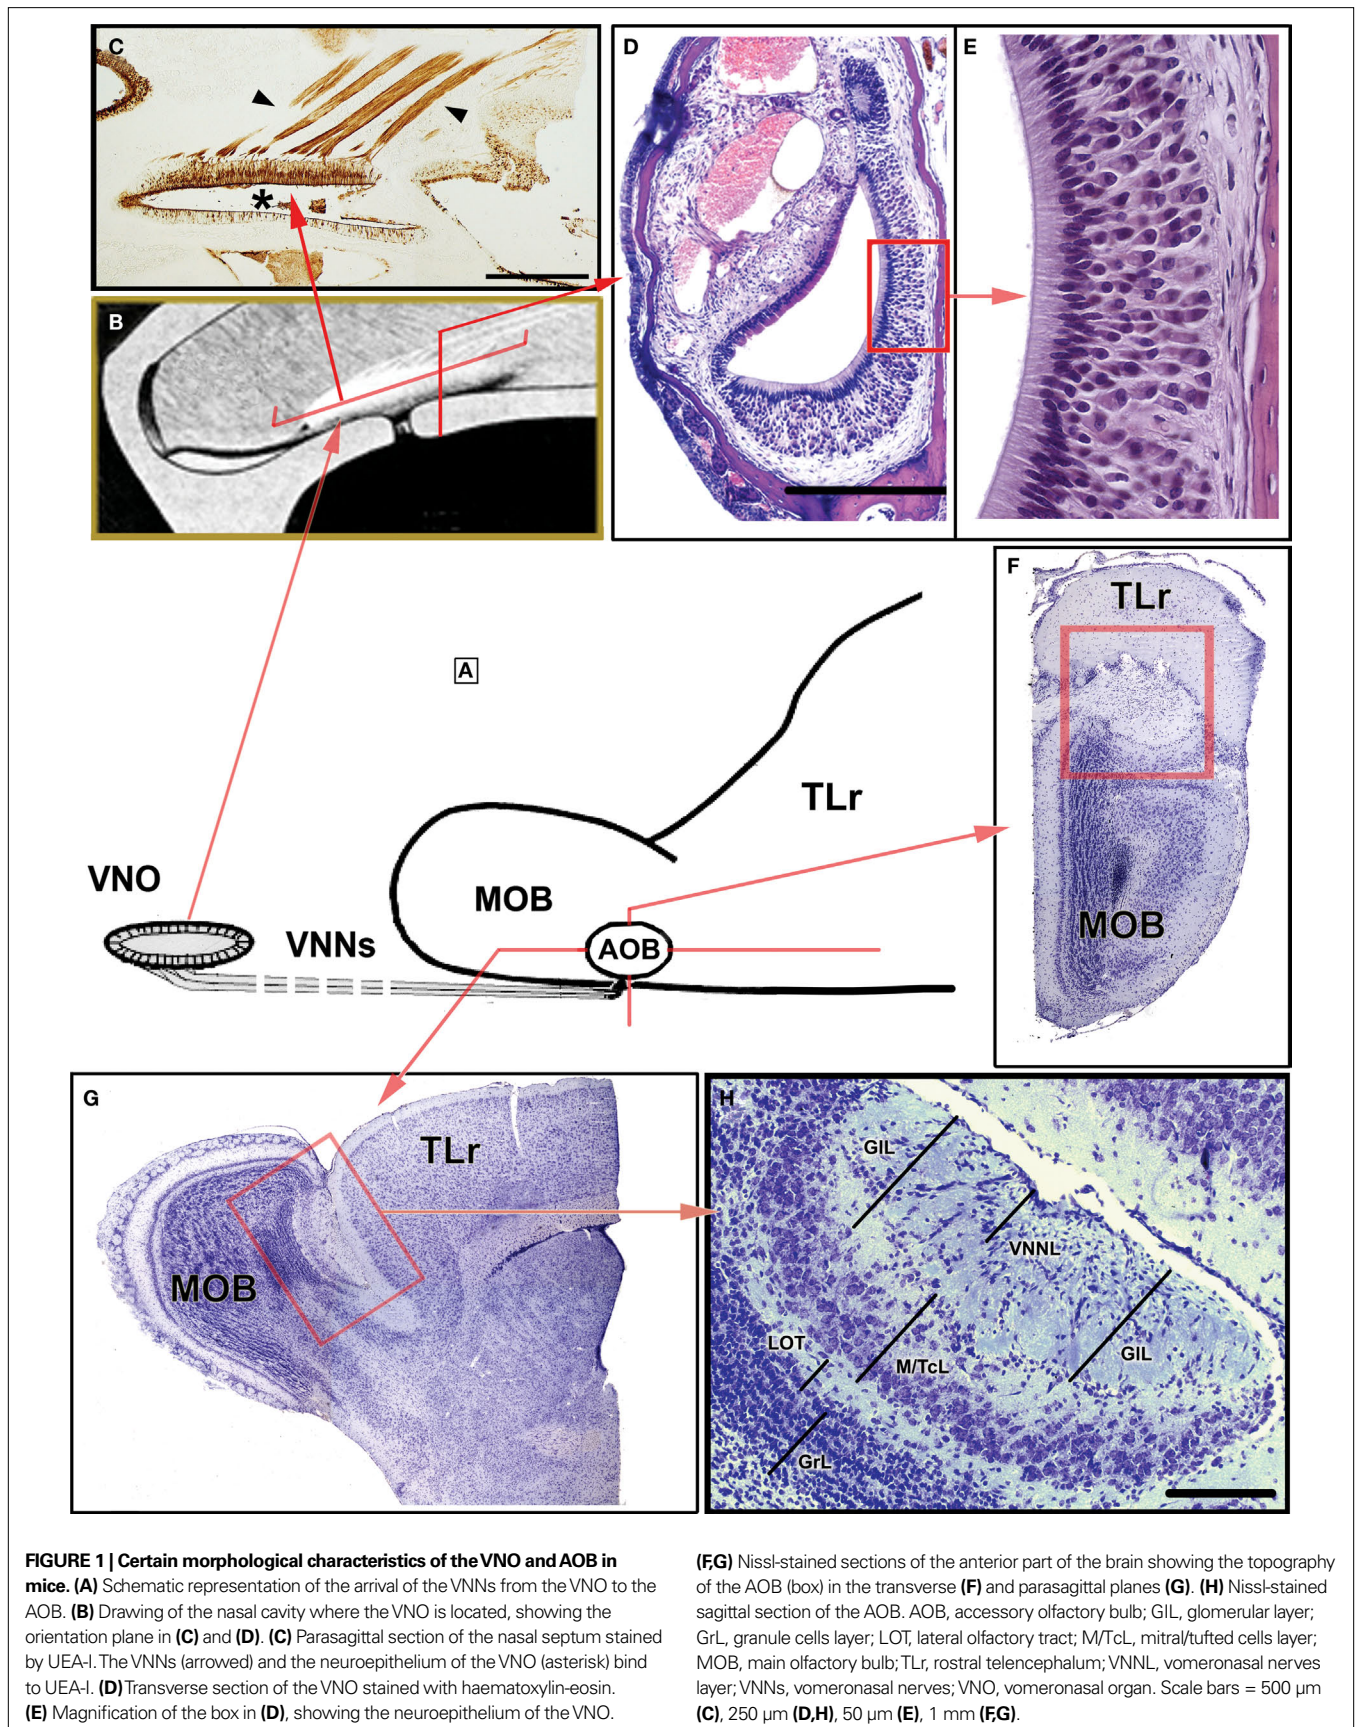 C
D
E
*
B
F
TLr
MOB
A
TLr
VNO
MOB
VNNs
AOB
G
TLr
MOB
H
GlL
VNNL
LOT
M/TcL
GlL
GrL
FIGURE 1 | Certain morphological characteristics of the VNO and AOB in
mice. (A) Schematic representation of the arrival of the VNNs from the VNO to the
AOB. (B) Drawing of the nasal cavity where the VNO is located, showing the
orientation plane in (C) and (D). (C) Parasagittal section of the nasal septum stained
by UEA-I. The VNNs (arrowed) and the neuroepithelium of the VNO (asterisk) bind
to UEA-I. (D) Transverse section of the VNO stained with haematoxylin-eosin.
(E) Magnification of the box in (D), showing the neuroepithelium of the VNO.
(F,G) Nissl-stained sections of the anterior part of the brain showing the topography
of the AOB (box) in the transverse (F) and parasagittal planes (G). (H) Nissl-stained
sagittal section of the AOB. AOB, accessory olfactory bulb; GlL, glomerular layer;
GrL, granule cells layer; LOT, lateral olfactory tract; M/TcL, mitral/tufted cells layer;
MOB, main olfactory bulb; TLr, rostral telencephalum; VNNL, vomeronasal nerves
layer; VNNs, vomeronasal nerves; VNO, vomeronasal organ. Scale bars = 500 μm
(C), 250 μm (D,H), 50 μm (E), 1 mm (F,G).